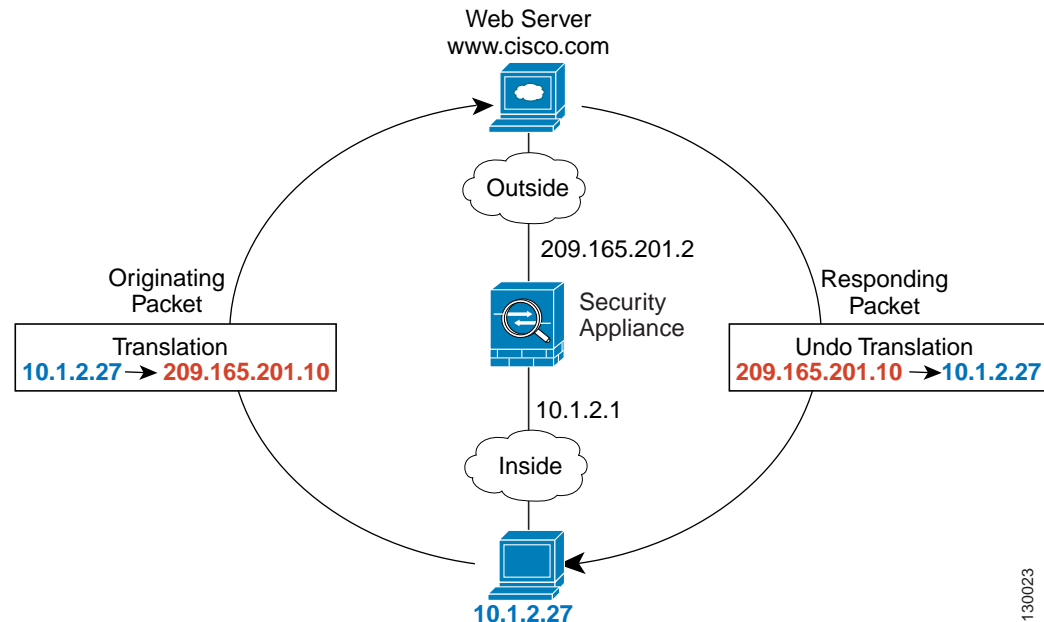 Web Server
www.cisco.com
Outside
209.165.201.2
Originating
Packet
Responding
Packet
Security
Appliance
Translation
10.1.2.27 209.165.201.10
Undo Translation
209.165.201.10 10.1.2.27
10.1.2.1
Inside
10.1.2.27
130023